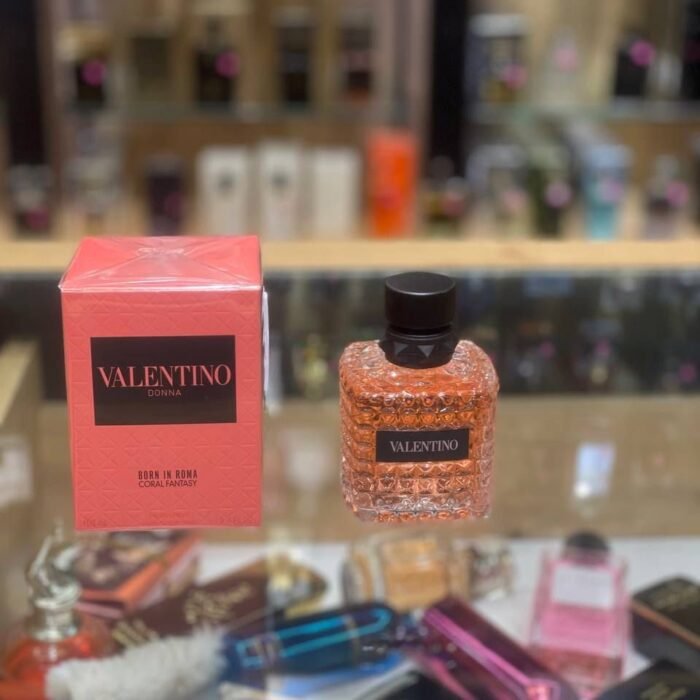 VALENTINO
DONNA
BORN IN ROMA
CORAL FANTASY
VALENTINO